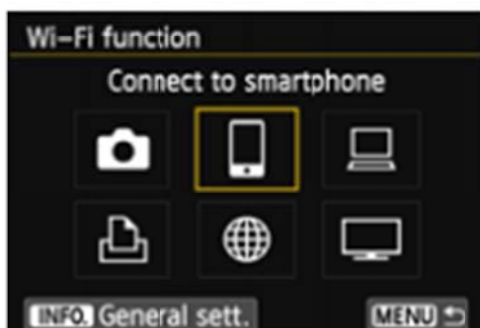 Wi-Fi function
Connect to smartphone
INFO. General sett.
MENU